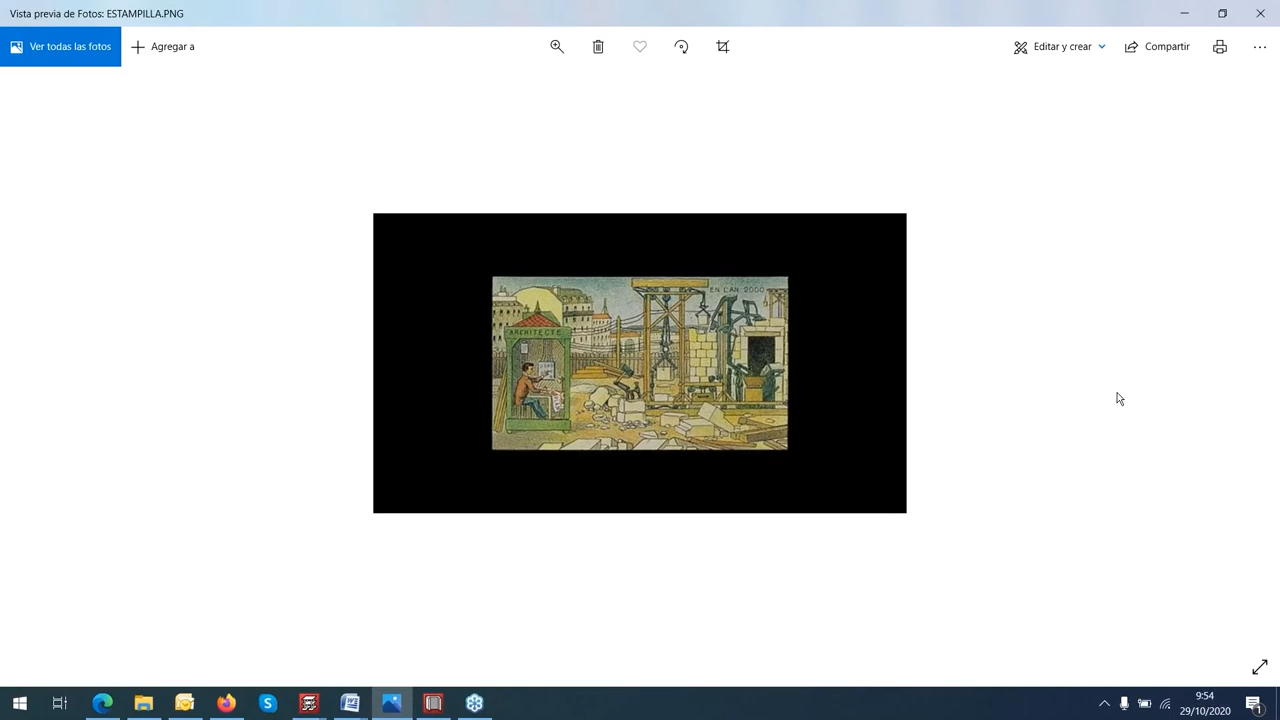 Vista previa de Fotos: ESTAMPILLA.PNG
Ver todas las fotos
Agregar a
Editar y crear
Compartir
EN L'AN 2000
ARCHITECTE
9:54
29/10/2020
1